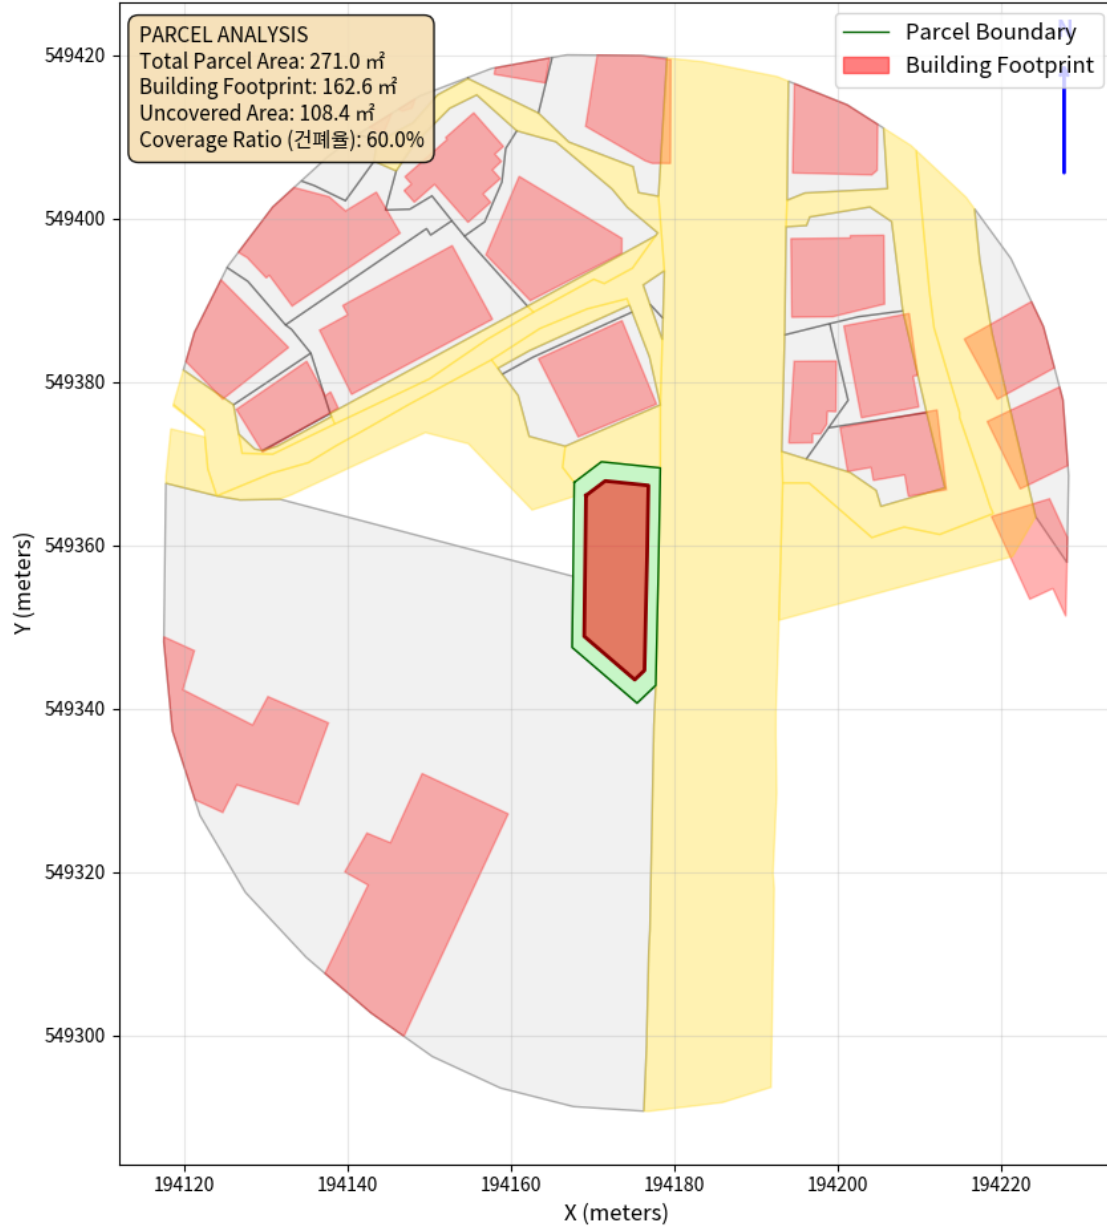 PARCEL ANALYSIS
Total Parcel Area: 271.0 ㎡
Building Footprint: 162.6 ㎡
Uncovered Area: 108.4 ㎡
Coverage Ratio (건폐율): 60.0%
Parcel Boundary
Building Footprint
N
549420
549400
549380
549360
549340
549320
549300
Y (meters)
194120 194140 194160 194180 194200 194220
X (meters)